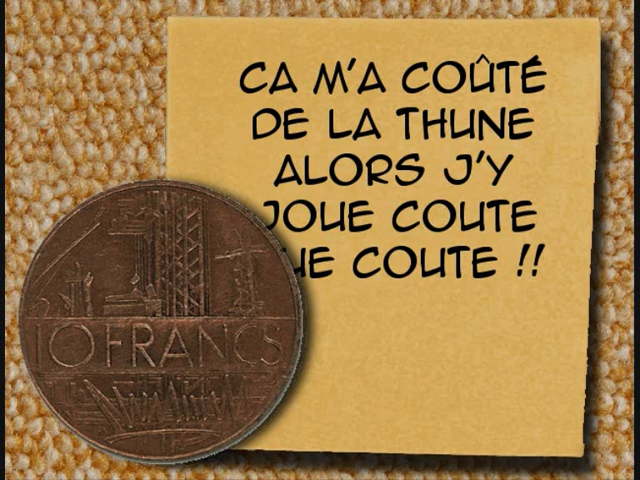 CA M'A COÛTÉ
DE LA THUNE
ALORS J'Y
JOUE COUTE
COUTE !!
10 FRANCS